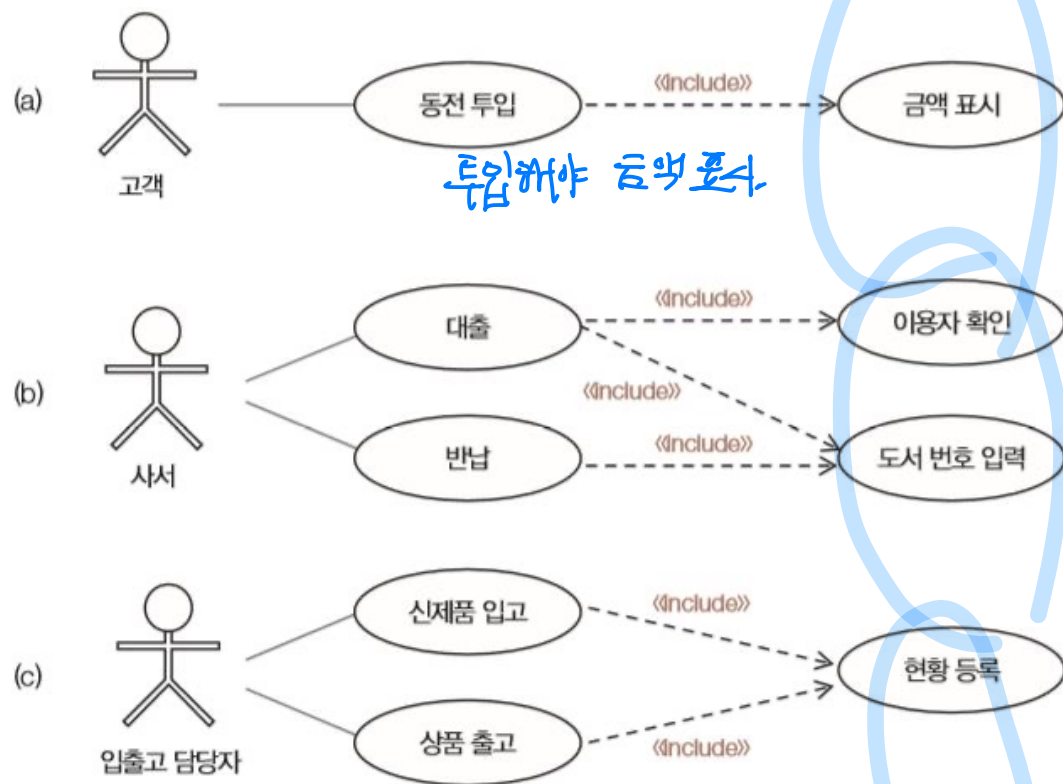 (a)
고객
동전 투입
«include»
금액 표시
투입해야 금액 표시.
(b)
사서
대출
«include»
이용자 확인
«include»
반납
«include»
도서 번호 입력
(c)
입출고 담당자
신제품 입고
«include»
현황 등록
상품 출고
«include»